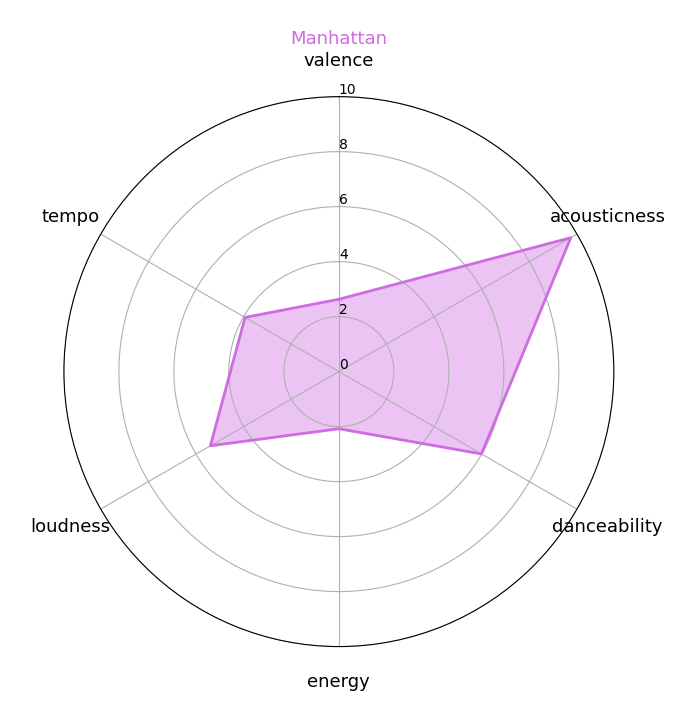 Manhattan
valence
10
8
tempo
6
acousticness
4
2
0
loudness
danceability
energy